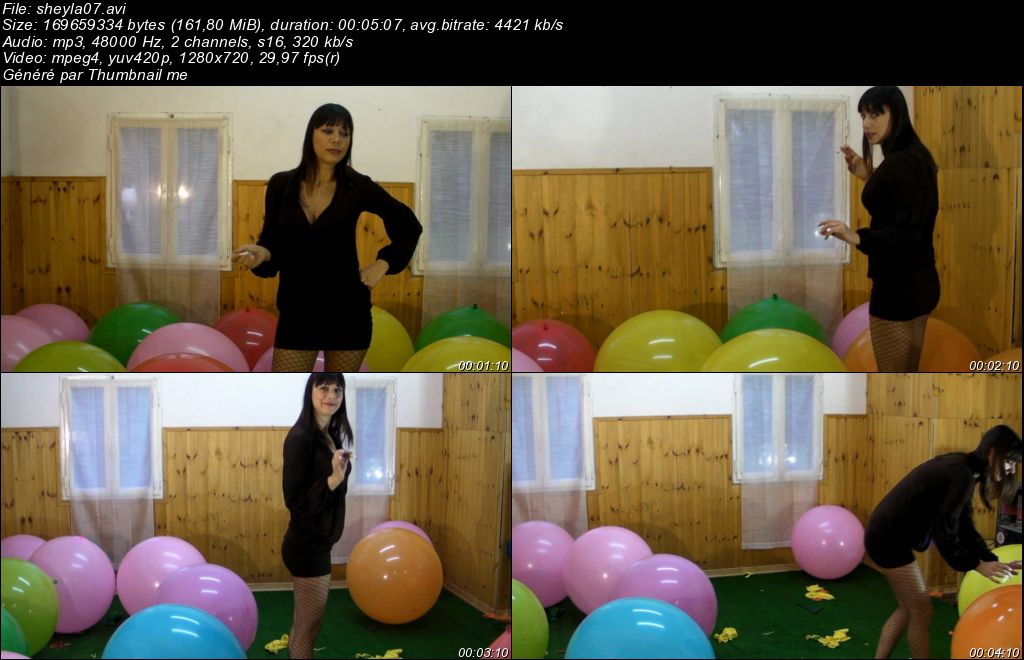 File: sheyla07.avi
Size: 169659334 bytes (161,80 MiB), duration: 00:05:07, avg.bitrate: 4421 kb/s
Audio: mp3, 48000 Hz, 2 channels, s16, 320 kb/s
Video: mpeg4, yuv420p, 1280x720, 29,97 fps(r)
Généré par Thumbnail me
00:01:10
00:02:10
00:03:10
00:04:10